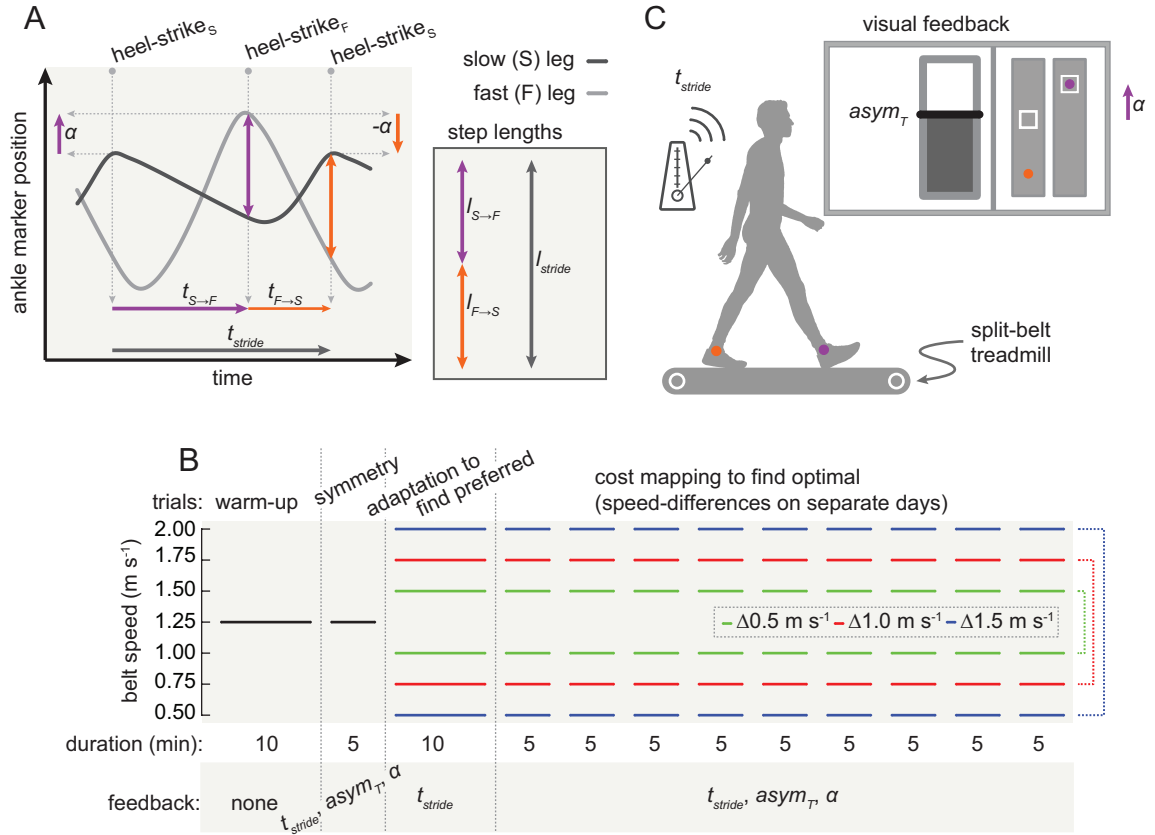 A
heel-strike_S
heel-strike_F
heel-strike_S
slow (S) leg
fast (F) leg
ankle marker position
α
-α
t_S→F
t_F→S
t_stride
time
step lengths
l_S→F
l_F→S
l_stride
C
visual feedback
t_stride
asym_T
α
split-belt
treadmill
B
trials:
warm-up
symmetry
adaptation to
find preferred
cost mapping to find optimal
(speed-differences on separate days)
belt speed (m s⁻¹)
2.00
1.75
1.50
1.25
1.00
0.75
0.50
Δ0.5 m s⁻¹ Δ1.0 m s⁻¹ Δ1.5 m s⁻¹
duration (min): 10 5 10 5 5 5 5 5 5 5 5 5
feedback: none t_stride, asym_T, α t_stride t_stride, asym_T, α